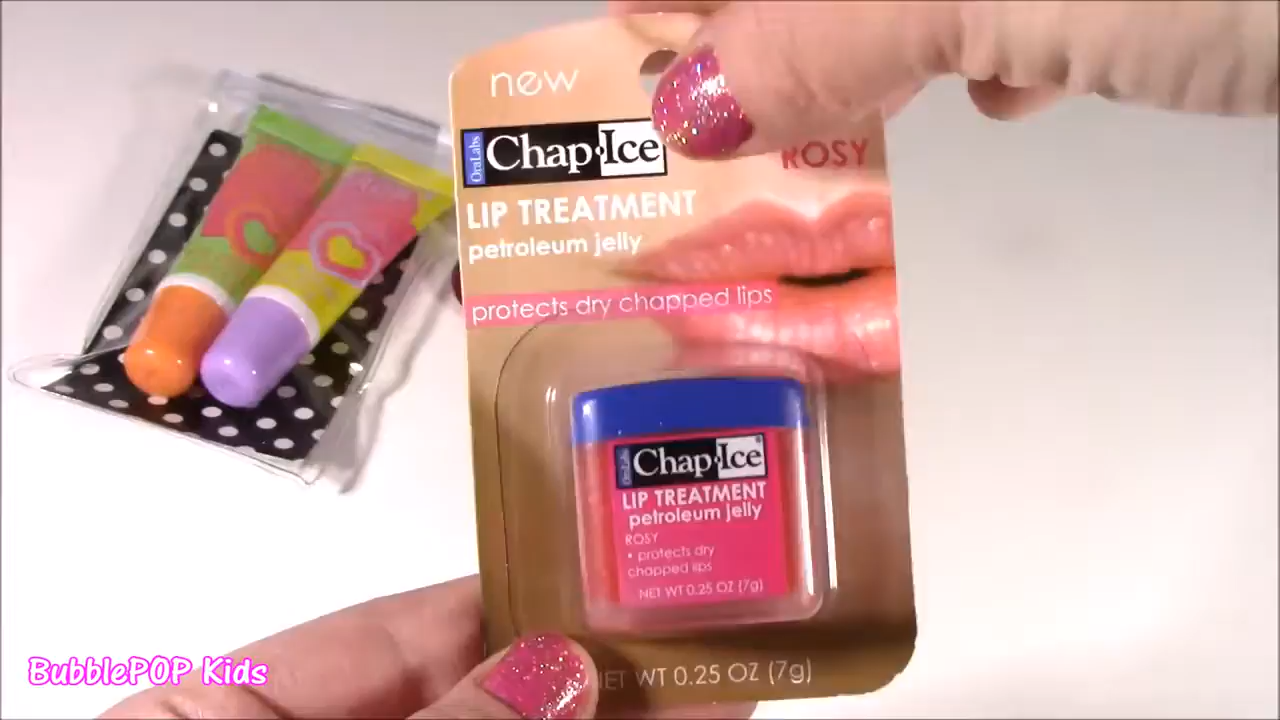 new
OraLabs Chap·Ice
ROSY
LIP TREATMENT
petroleum jelly
protects dry chapped lips
OraLabs Chap·Ice®
LIP TREATMENT
petroleum jelly
ROSY
• protects dry
chapped lips
NET WT 0.25 OZ (7g)
NET WT 0.25 OZ (7g)
BubblePOP Kids